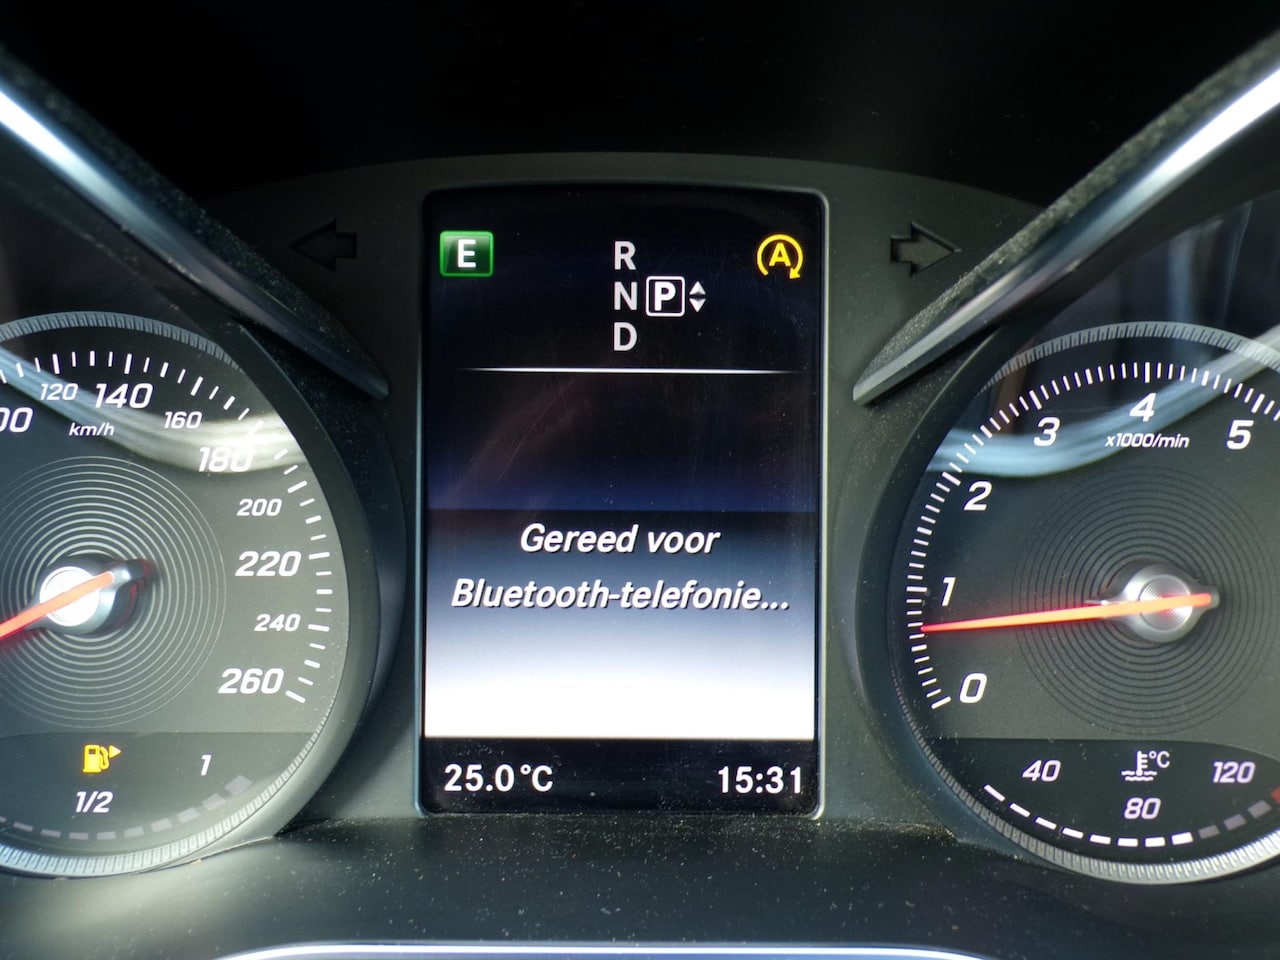 E
R
A
N P
D
00
120
140
160
km/h
180
200
220
240
260
1/2
1
Gereed voor
Bluetooth-telefonie...
25.0°C
15:31
0
1
2
3
4
5
x1000/min
40
°C
80
120